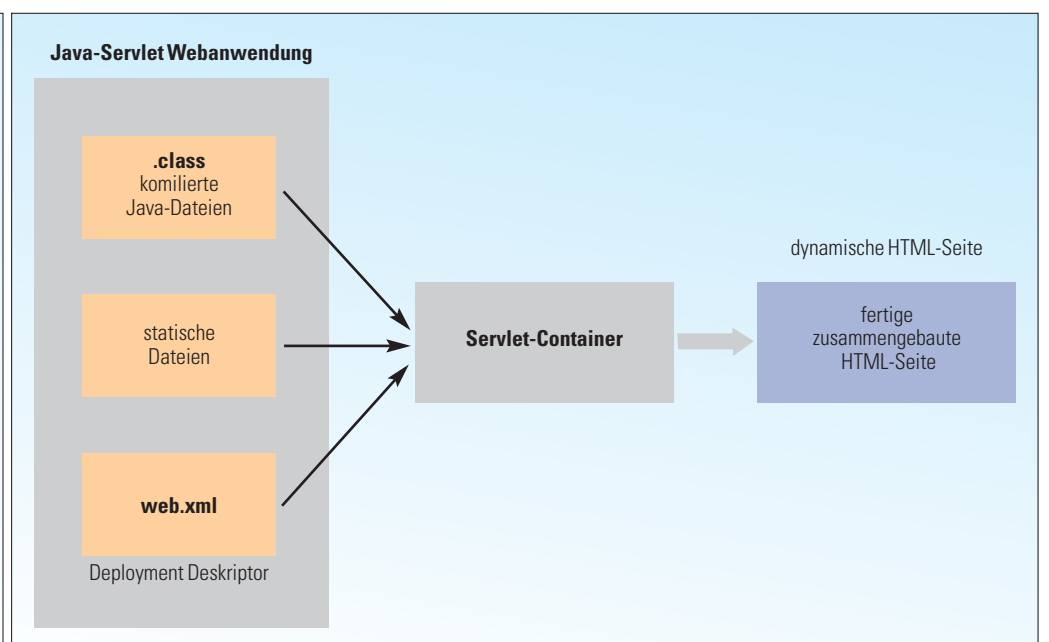 Java-Servlet Webanwendung
.class
komilierte
Java-Dateien
statische
Dateien
web.xml
Deployment Deskriptor
Servlet-Container
dynamische HTML-Seite
fertige
zusammengebaute
HTML-Seite